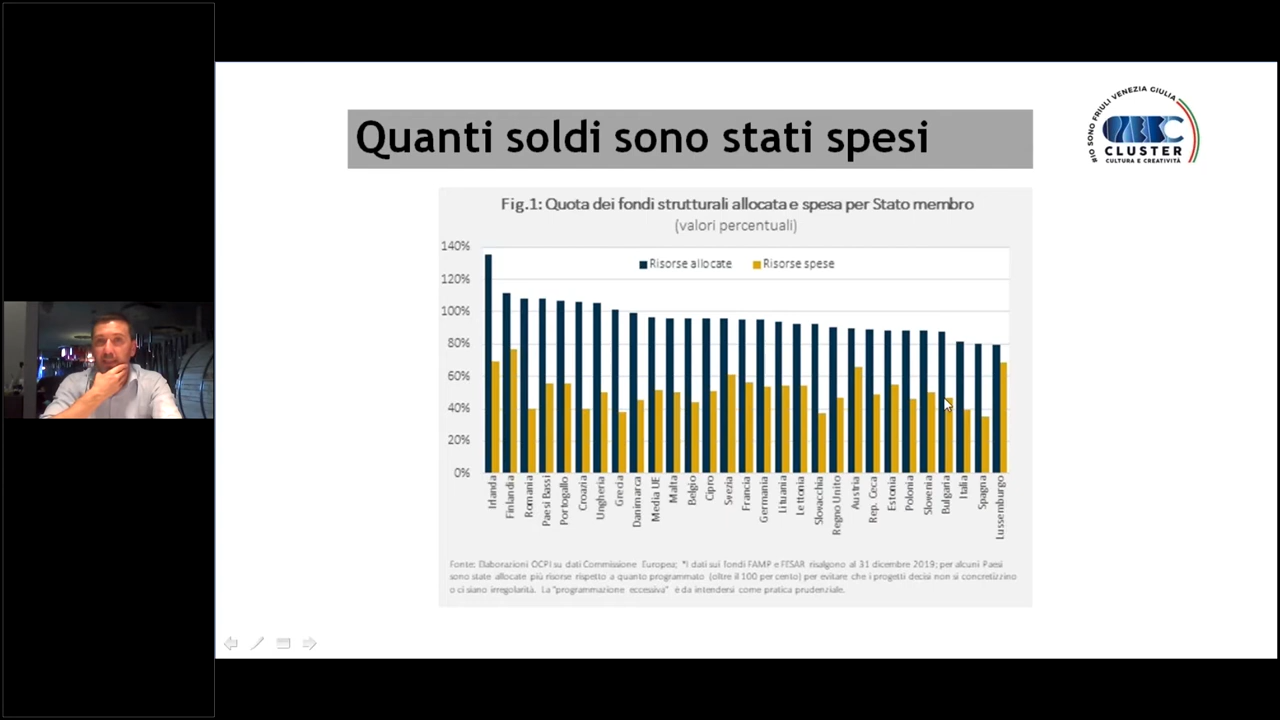 Quanti soldi sono stati spesi
IO SONO FRIULI VENEZIA GIULIA
CLUSTER
CULTURA E CREATIVITÀ
Fig.1: Quota dei fondi strutturali allocata e spesa per Stato membro
(valori percentuali)
140%
120%
100%
80%
60%
40%
20%
0%
Risorse allocate
Risorse spese
Irlanda
Finlandia
Romania
Paesi Bassi
Portogallo
Croazia
Ungheria
Grecia
Danimarca
Media UE
Malta
Belgio
Cipro
Svezia
Francia
Germania
Lituania
Lettonia
Slovacchia
Regno Unito
Austria
Rep. Ceca
Estonia
Polonia
Slovenia
Bulgaria
Italia
Spagna
Lussemburgo
Fonte: Elaborazioni OCPI su dati Commissione Europea; *I dati sui fondi FAMP e FESAR risalgono al 31 dicembre 2019; per alcuni Paesi
sono state allocate più risorse rispetto a quanto programmato (oltre il 100 per cento) per evitare che i progetti decisi non si concretizzino
o ci siano irregolarità. La "programmazione eccessiva" è da intendersi come pratica prudenziale.